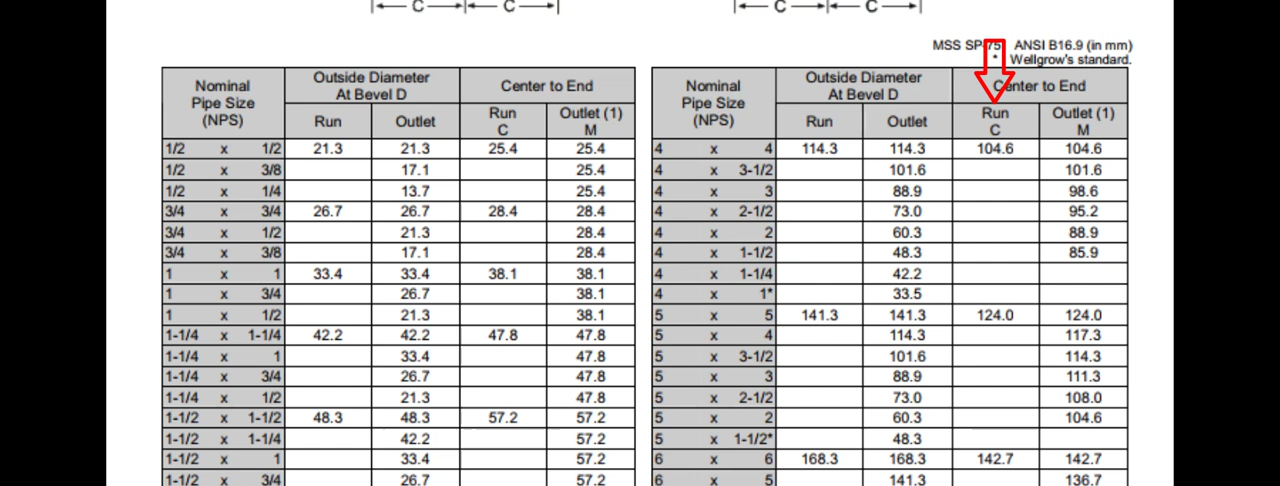 C C C C
MSS SP-75, ANSI B16.9 (in mm)
* Wellgrow's standard.
Nominal Pipe Size (NPS) Outside Diameter At Bevel D Center to End
Run Outlet Run C Outlet (1) M
1/2 x 1/2 21.3 21.3 25.4 25.4
1/2 x 3/8 17.1 25.4
1/2 x 1/4 13.7 25.4
3/4 x 3/4 26.7 26.7 28.4 28.4
3/4 x 1/2 21.3 28.4
3/4 x 3/8 17.1 28.4
1 x 1 33.4 33.4 38.1 38.1
1 x 3/4 26.7 38.1
1 x 1/2 21.3 38.1
1-1/4 x 1-1/4 42.2 42.2 47.8 47.8
1-1/4 x 1 33.4 47.8
1-1/4 x 3/4 26.7 47.8
1-1/4 x 1/2 21.3 47.8
1-1/2 x 1-1/2 48.3 48.3 57.2 57.2
1-1/2 x 1-1/4 42.2 57.2
1-1/2 x 1 33.4 57.2
1-1/2 x 3/4 26.7 57.2
Nominal Pipe Size (NPS) Outside Diameter At Bevel D Center to End
Run Outlet Run C Outlet (1) M
4 x 4 114.3 114.3 104.6 104.6
4 x 3-1/2 101.6 101.6
4 x 3 88.9 98.6
4 x 2-1/2 73.0 95.2
4 x 2 60.3 88.9
4 x 1-1/2 48.3 85.9
4 x 1-1/4 42.2
4 x 1* 33.5
5 x 5 141.3 141.3 124.0 124.0
5 x 4 114.3 117.3
5 x 3-1/2 101.6 114.3
5 x 3 88.9 111.3
5 x 2-1/2 73.0 108.0
5 x 2 60.3 104.6
5 x 1-1/2* 48.3
6 x 6 168.3 168.3 142.7 142.7
6 x 5 141.3 136.7